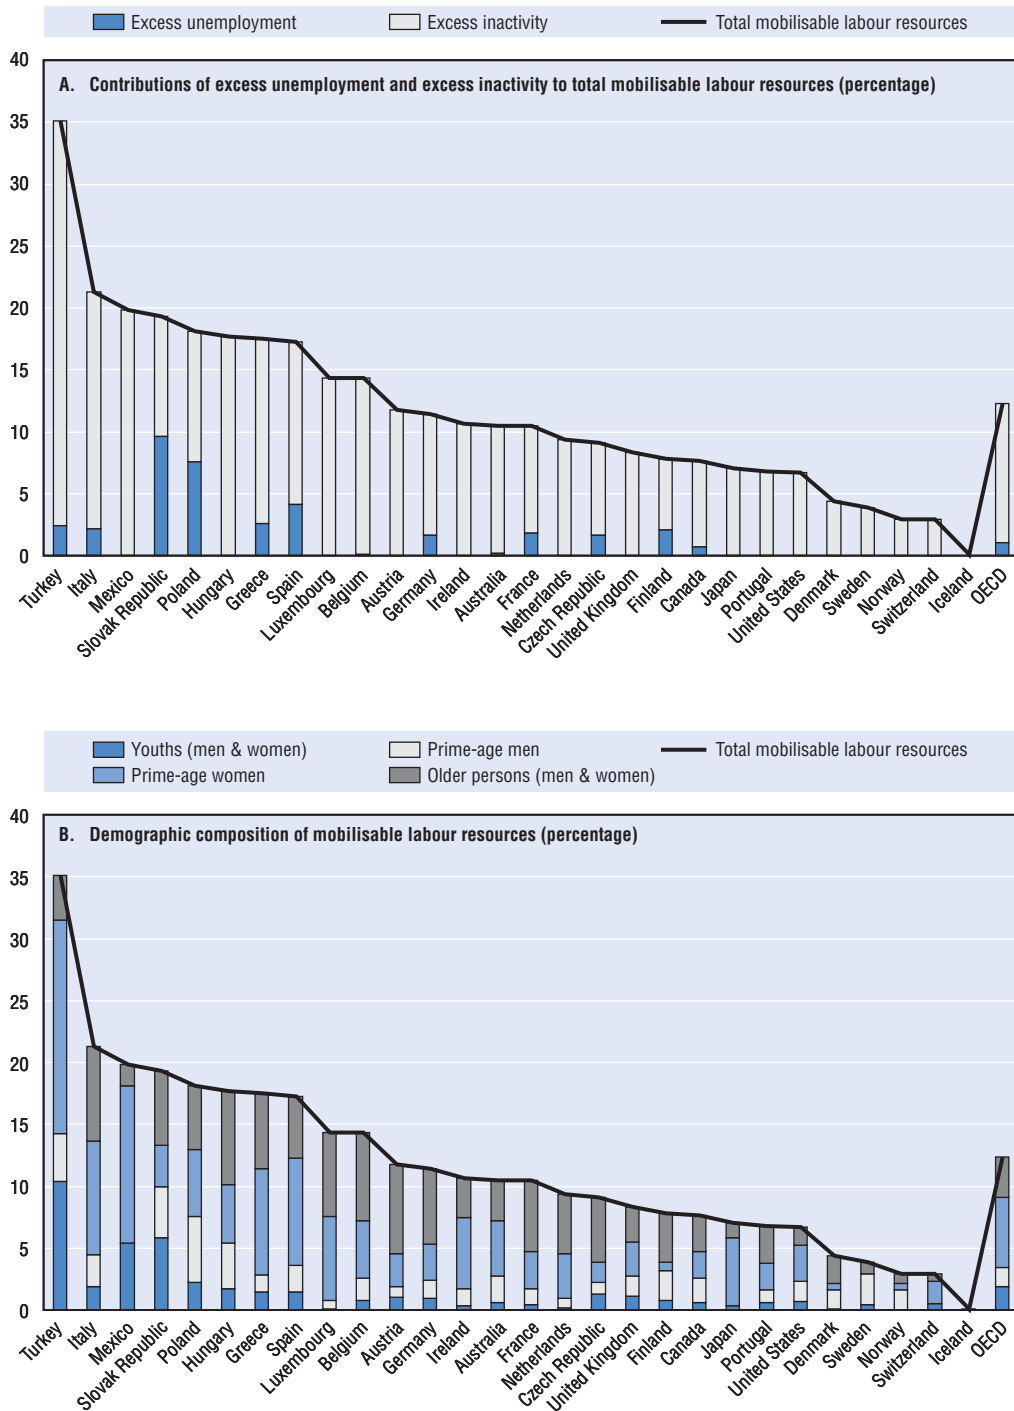 Excess unemployment Excess inactivity Total mobilisable labour resources
A. Contributions of excess unemployment and excess inactivity to total mobilisable labour resources (percentage)
40
35
30
25
20
15
10
5
0
Turkey
Italy
Mexico
Slovak Republic
Poland
Hungary
Greece
Spain
Luxembourg
Belgium
Austria
Germany
Ireland
Australia
France
Netherlands
Czech Republic
United Kingdom
Finland
Canada
Japan
Portugal
United States
Denmark
Sweden
Norway
Switzerland
Iceland
OECD
Youths (men & women) Prime-age men Total mobilisable labour resources
Prime-age women Older persons (men & women)
B. Demographic composition of mobilisable labour resources (percentage)
40
35
30
25
20
15
10
5
0
Turkey
Italy
Mexico
Slovak Republic
Poland
Hungary
Greece
Spain
Luxembourg
Belgium
Austria
Germany
Ireland
Australia
France
Netherlands
Czech Republic
United Kingdom
Finland
Canada
Japan
Portugal
United States
Denmark
Sweden
Norway
Switzerland
Iceland
OECD